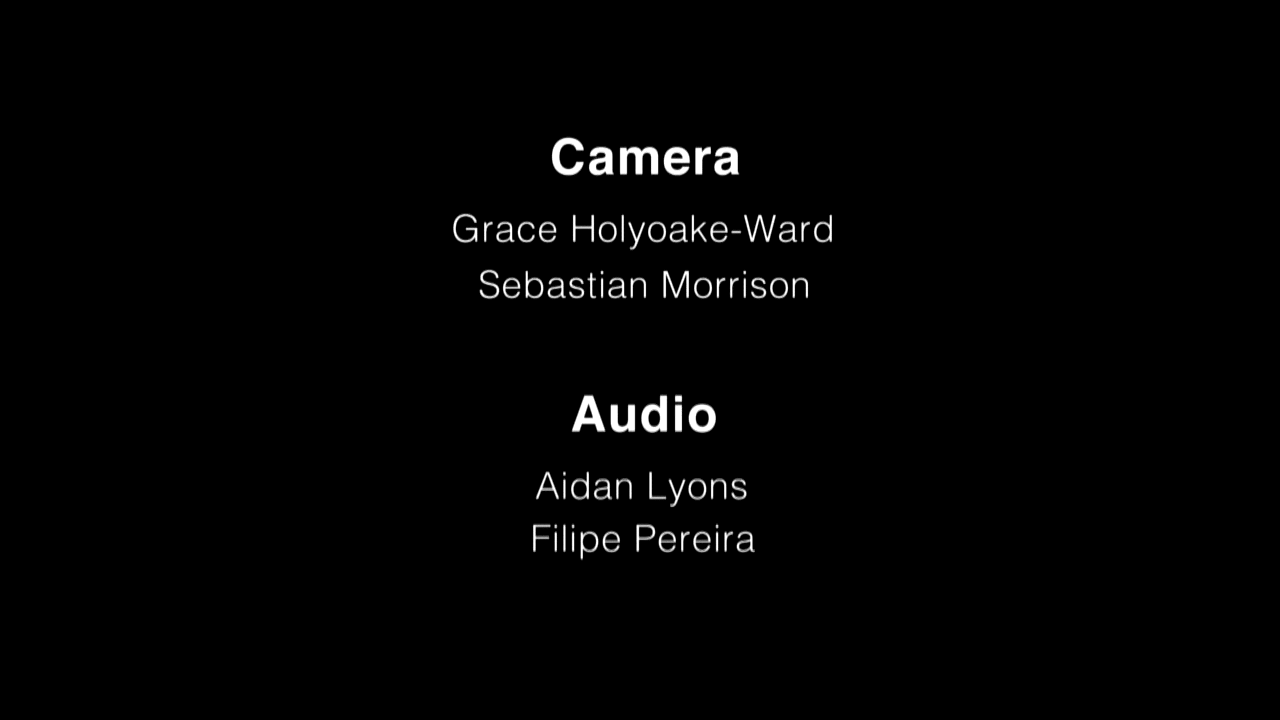 Camera
Grace Holyoake-Ward
Sebastian Morrison
Audio
Aidan Lyons
Filipe Pereira